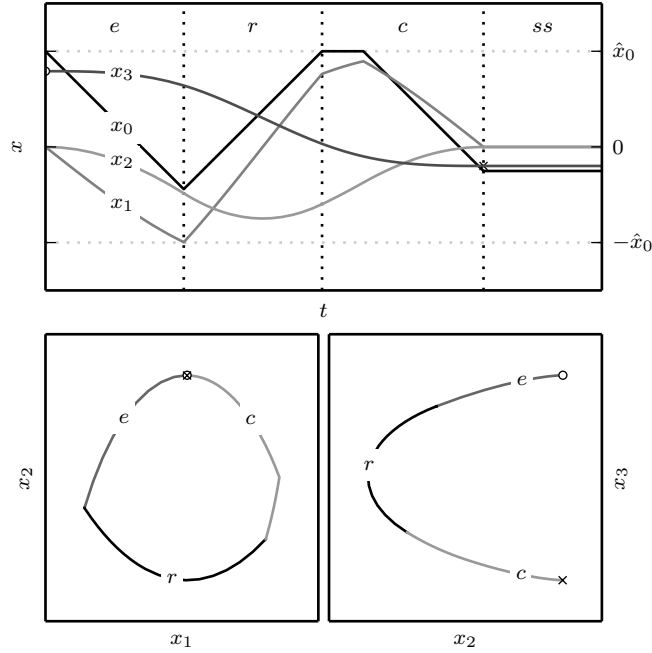 e r c ss
x̂₀
x₃
x₀
x
0
x₂
x₁
−x̂₀
t
e
e c
x₂ r x₃
r c
x₁ x₂